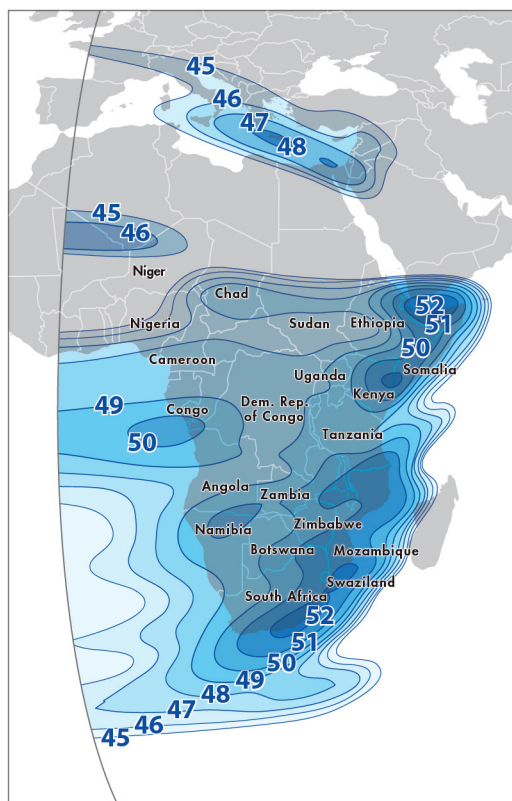 45
46
47
48
45
46
Niger
Chad
52
Nigeria
Sudan
Ethiopia
51
50
Cameroon
Somalia
Uganda
Kenya
49
Congo
Dem. Rep.
of Congo
50
Tanzania
Angola
Zambia
Namibia
Zimbabwe
Botswana
Mozambique
Swaziland
South Africa
52
51
50
49
48
47
46
45